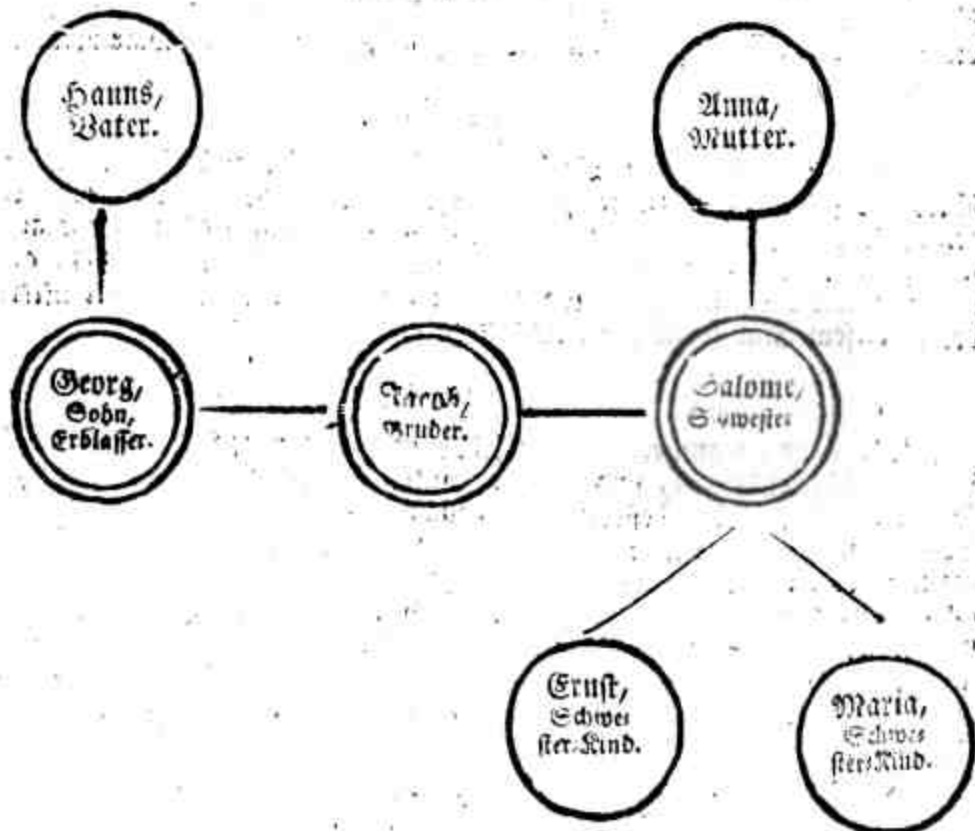 Hanns,
Vater.
Anna,
Mutter.
Georg,
Sohn,
Erblasser.
Jacob,
Bruder.
Salome,
Schwester
Ernst,
Schwe⸗
ster⸗Kind.
Maria,
Schwe⸗
ster⸗Kind.